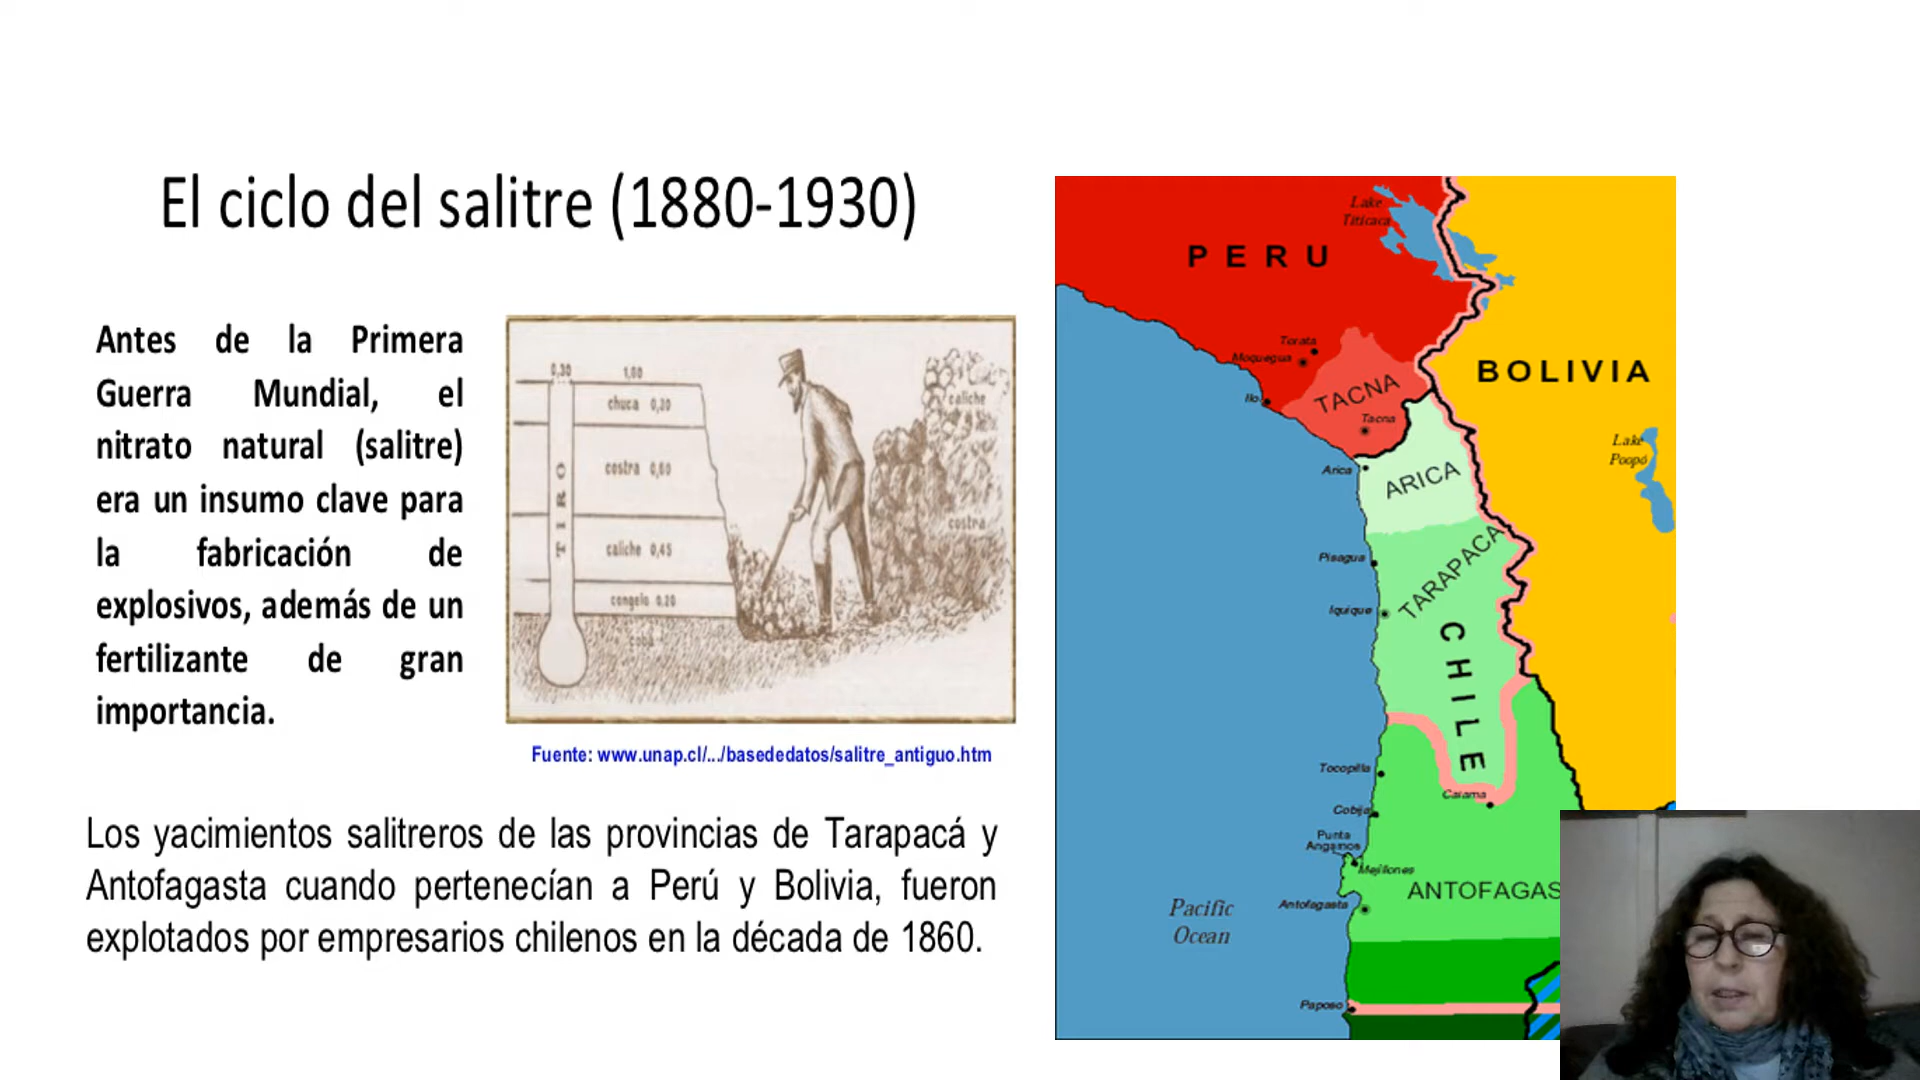 El ciclo del salitre (1880-1930)
Antes de la Primera
Guerra Mundial, el
nitrato natural (salitre)
era un insumo clave para
la fabricación de
explosivos, además de un
fertilizante de gran
importancia.
0,30 1,00
chuca 0,20
costra 0,60
caliche 0,45
congelo 0,20
TIRO
caliche
costra
Fuente: www.unap.cl/.../basededatos/salitre_antiguo.htm
Los yacimientos salitreros de las provincias de Tarapacá y
Antofagasta cuando pertenecían a Perú y Bolivia, fueron
explotados por empresarios chilenos en la década de 1860.
Lake
Titicaca
PERU
Torata
Moquegua
BOLIVIA
TACNA
Ilo
Tacna
Lake
Poopó
Arica
ARICA
Pisagua
TARAPACA
Iquique
CHILE
Tocopilla
Calama
Cobija
Punta
Angamos
Mejillones
ANTOFAGAS
Antofagasta
Pacific
Ocean
Paposo